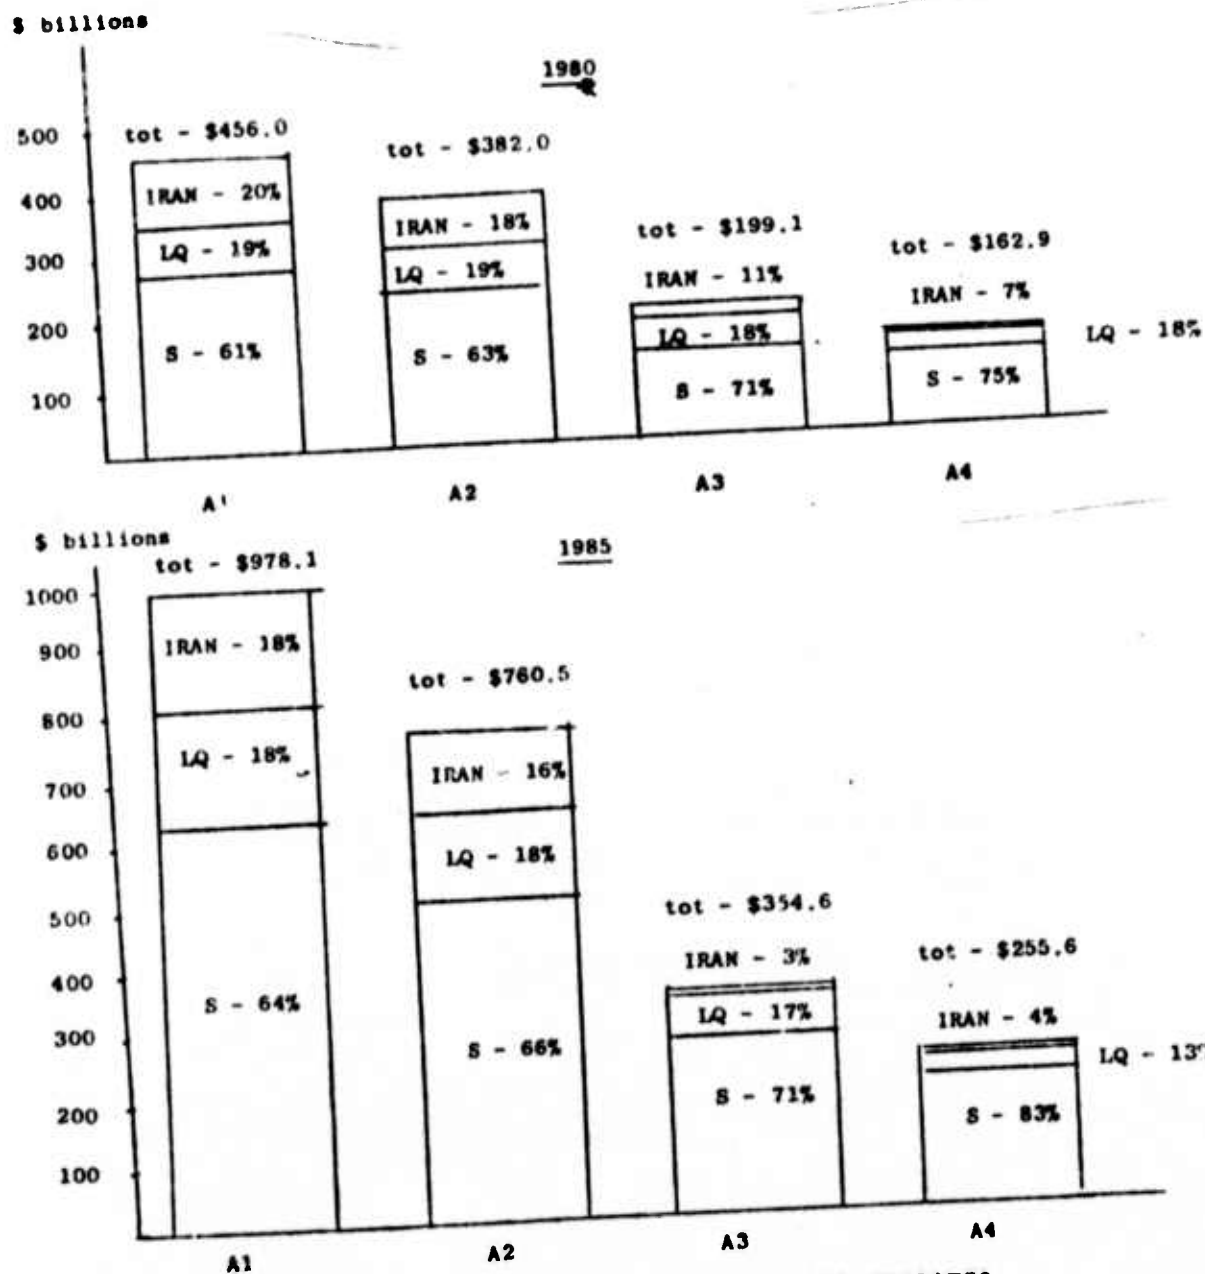 $ billions
1980
500
tot - $456.0
tot - $382.0
400
IRAN - 20%
IRAN - 18%
tot - $199.1
tot - $162.9
300
LQ - 19%
LQ - 19%
IRAN - 11%
IRAN - 7%
200
S - 61%
S - 63%
LQ - 18%
LQ - 18%
100
S - 71%
S - 75%
A'
A2
A3
A4
$ billions
tot - $978.1
1985
1000
900
IRAN - 18%
tot - $760.5
800
LQ - 18%
IRAN - 16%
700
600
LQ - 18%
500
tot - $354.6
IRAN - 3%
tot - $255.6
400
S - 64%
LQ - 17%
IRAN - 4%
300
S - 66%
LQ - 13
S - 71%
S - 83%
200
100
A1
A2
A3
A4